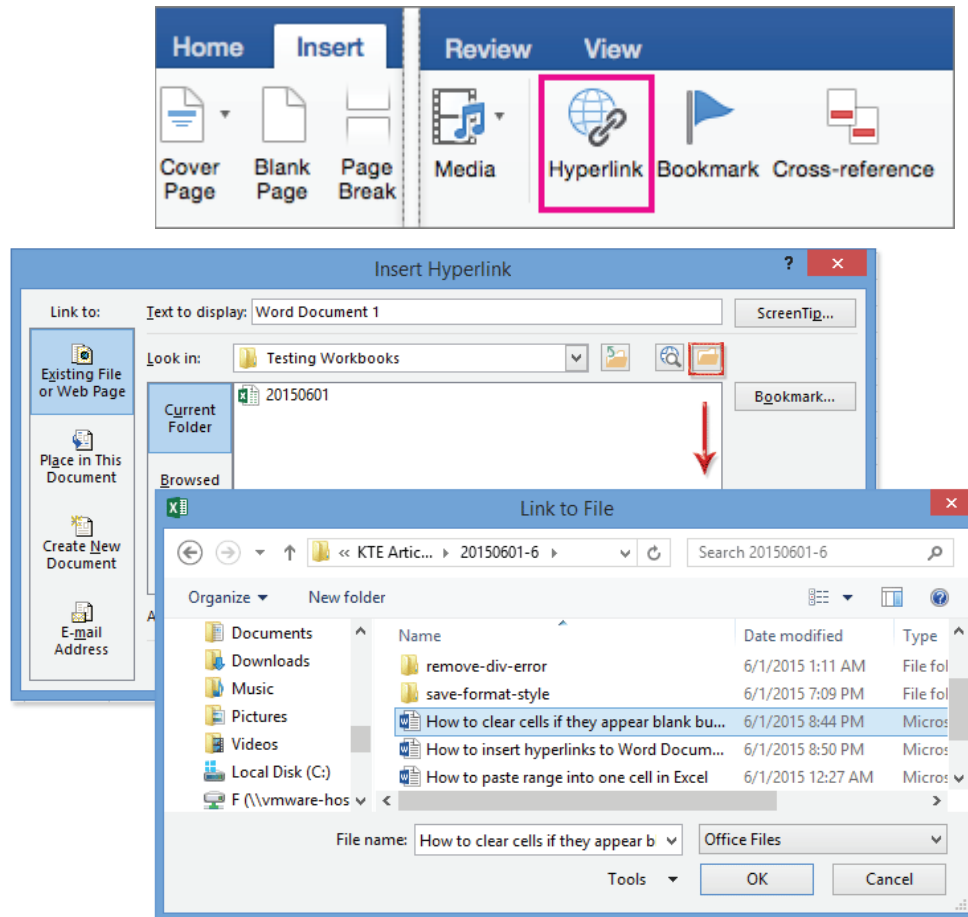 Home Insert Review View
Cover Page
Blank Page
Page Break
Media
Hyperlink
Bookmark
Cross-reference
Insert Hyperlink ?
Link to:
Text to display: Word Document 1
ScreenTip...
Existing File or Web Page
Look in: Testing Workbooks
Current Folder
20150601
Bookmark...
Place in This Document
Browsed
Create New Document
E-mail Address
A
Link to File
« KTE Artic... 20150601-6
Search 20150601-6
Organize New folder
Documents
Downloads
Music
Pictures
Videos
Local Disk (C:)
F (\\vmware-hos
Name Date modified Type
remove-div-error 6/1/2015 1:11 AM File fol
save-format-style 6/1/2015 7:09 PM File fol
How to clear cells if they appear blank bu... 6/1/2015 8:44 PM Micros
How to insert hyperlinks to Word Docum... 6/1/2015 8:50 PM Micros
How to paste range into one cell in Excel 6/1/2015 12:27 AM Micros
File name: How to clear cells if they appear b Office Files
Tools OK Cancel